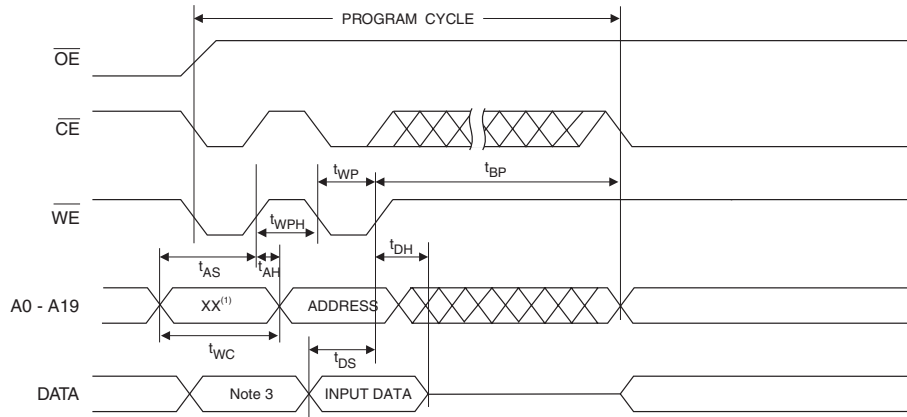 PROGRAM CYCLE
OE
CE
tWP
tBP
WE
tWPH
tDH
tAS
tAH
A0 - A19
XX(1)
ADDRESS
tWC
tDS
DATA
Note 3
INPUT DATA